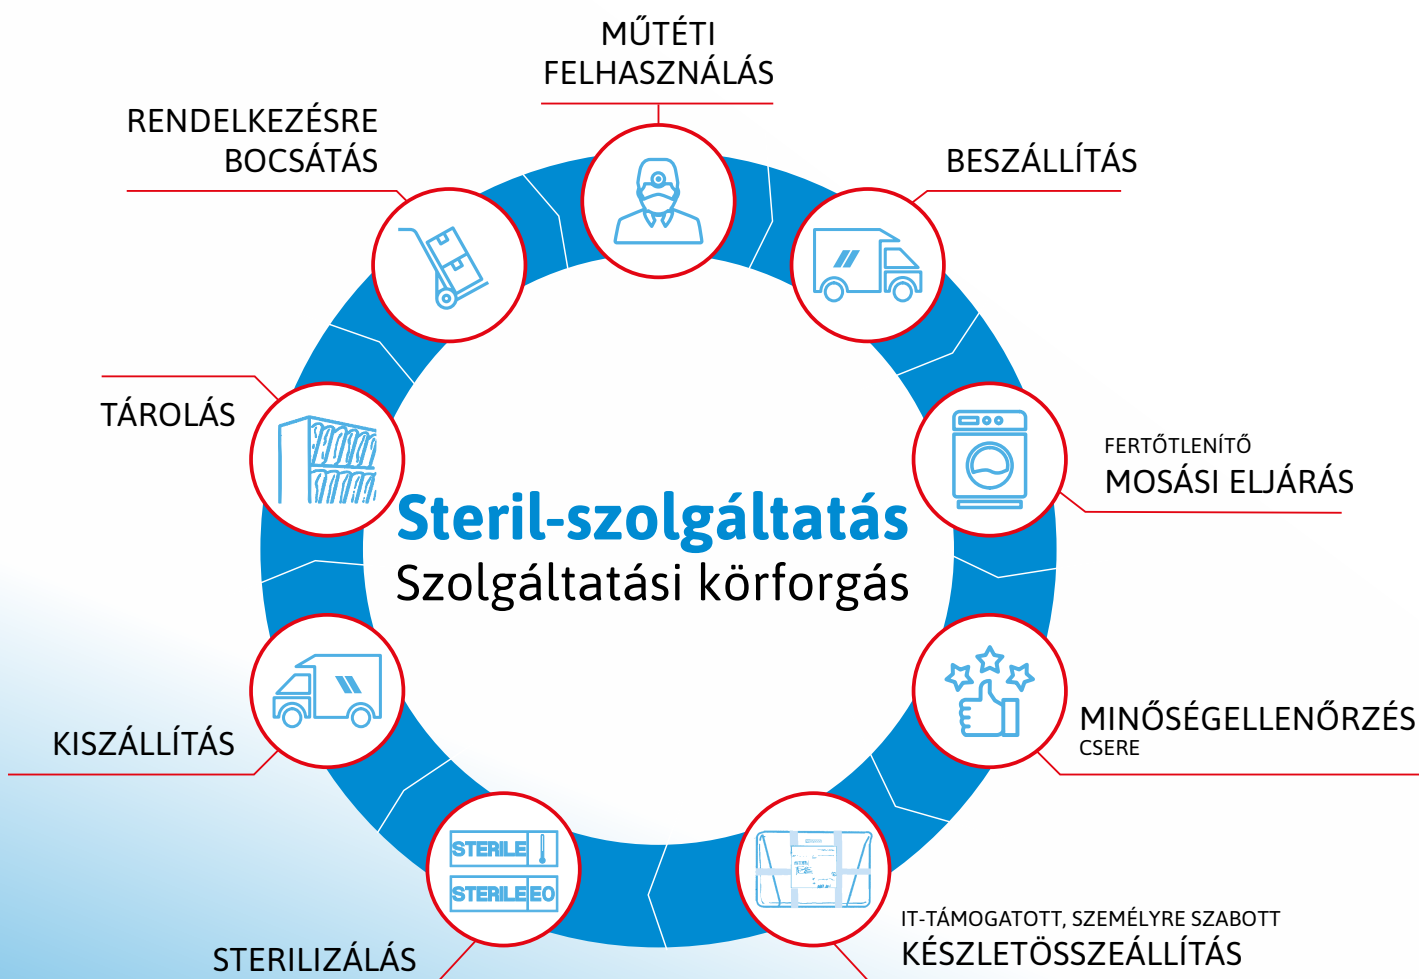 MŰTÉTI
FELHASZNÁLÁS
BESZÁLLÍTÁS
FERTŐTLENÍTŐ
MOSÁSI ELJÁRÁS
MINŐSÉGELLENŐRZÉS
CSERE
IT-TÁMOGATOTT, SZEMÉLYRE SZABOTT
KÉSZLETÖSSZEÁLLÍTÁS
STERILIZÁLÁS
STERILE
STERILE EO
KISZÁLLÍTÁS
TÁROLÁS
RENDELKEZÉSRE
BOCSÁTÁS
Steril-szolgáltatás
Szolgáltatási körforgás